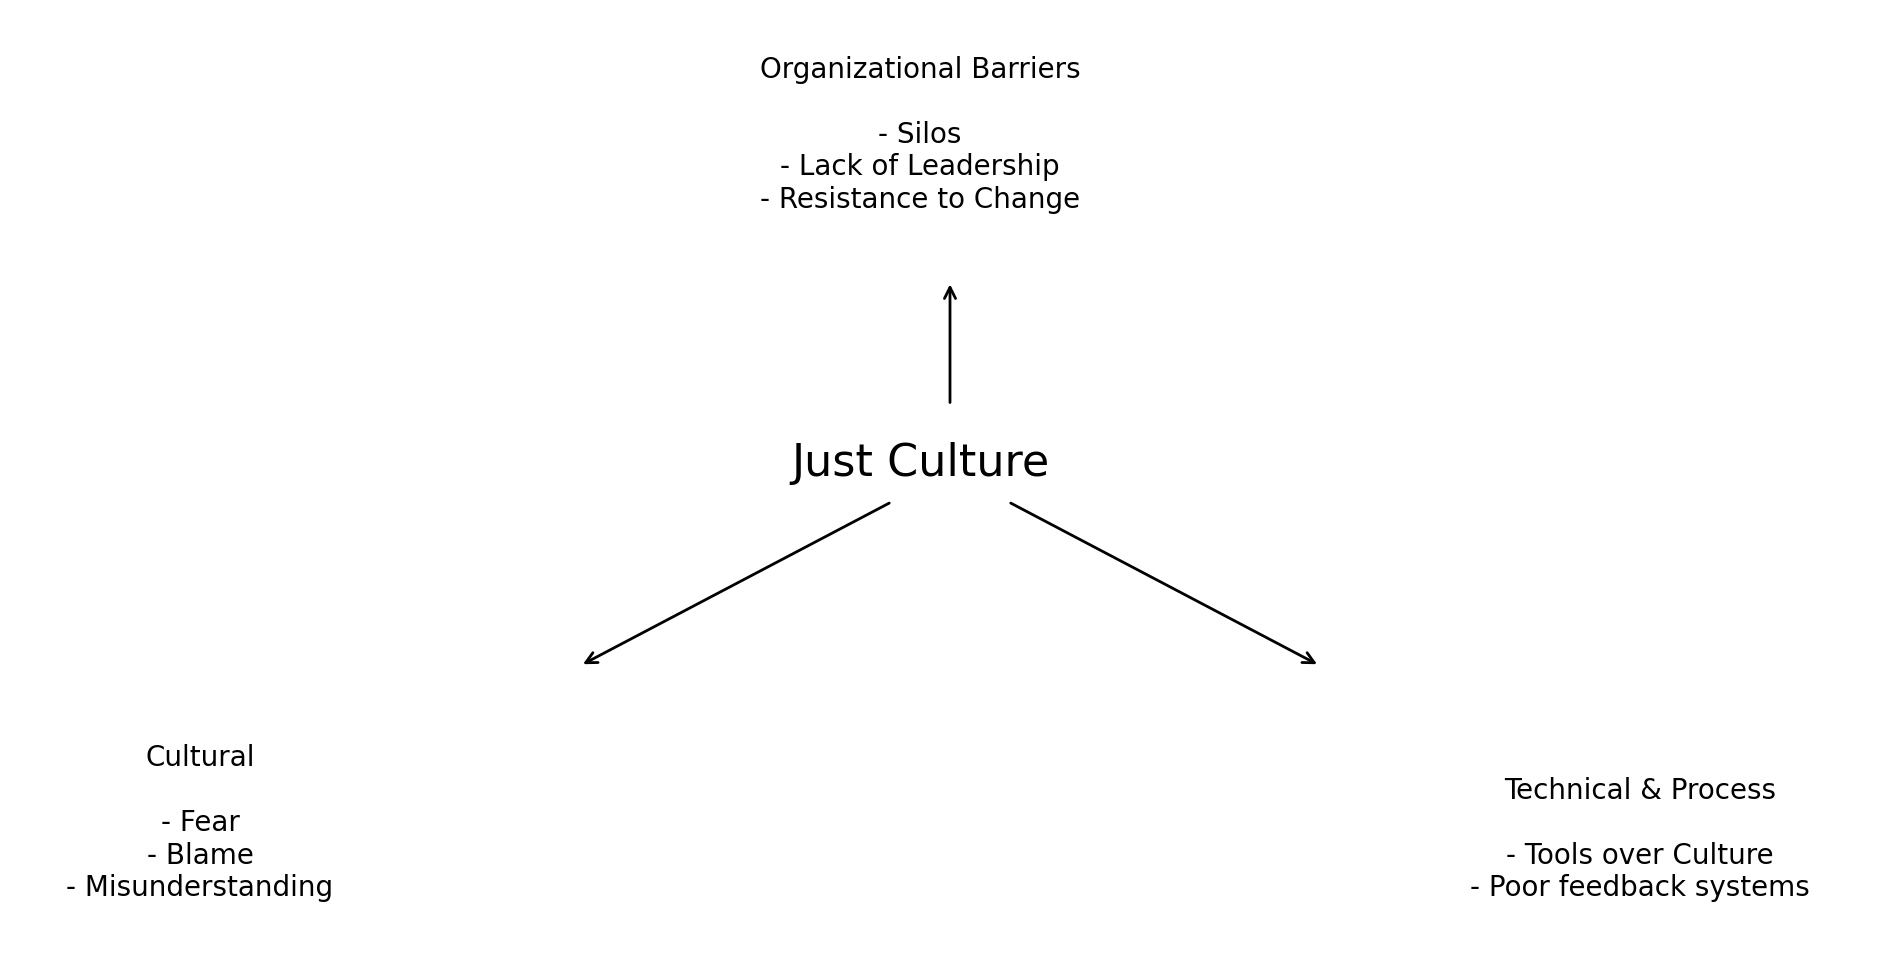 Organizational Barriers
- Silos
- Lack of Leadership
- Resistance to Change
Just Culture
Cultural
- Fear
- Blame
- Misunderstanding
Technical & Process
- Tools over Culture
- Poor feedback systems